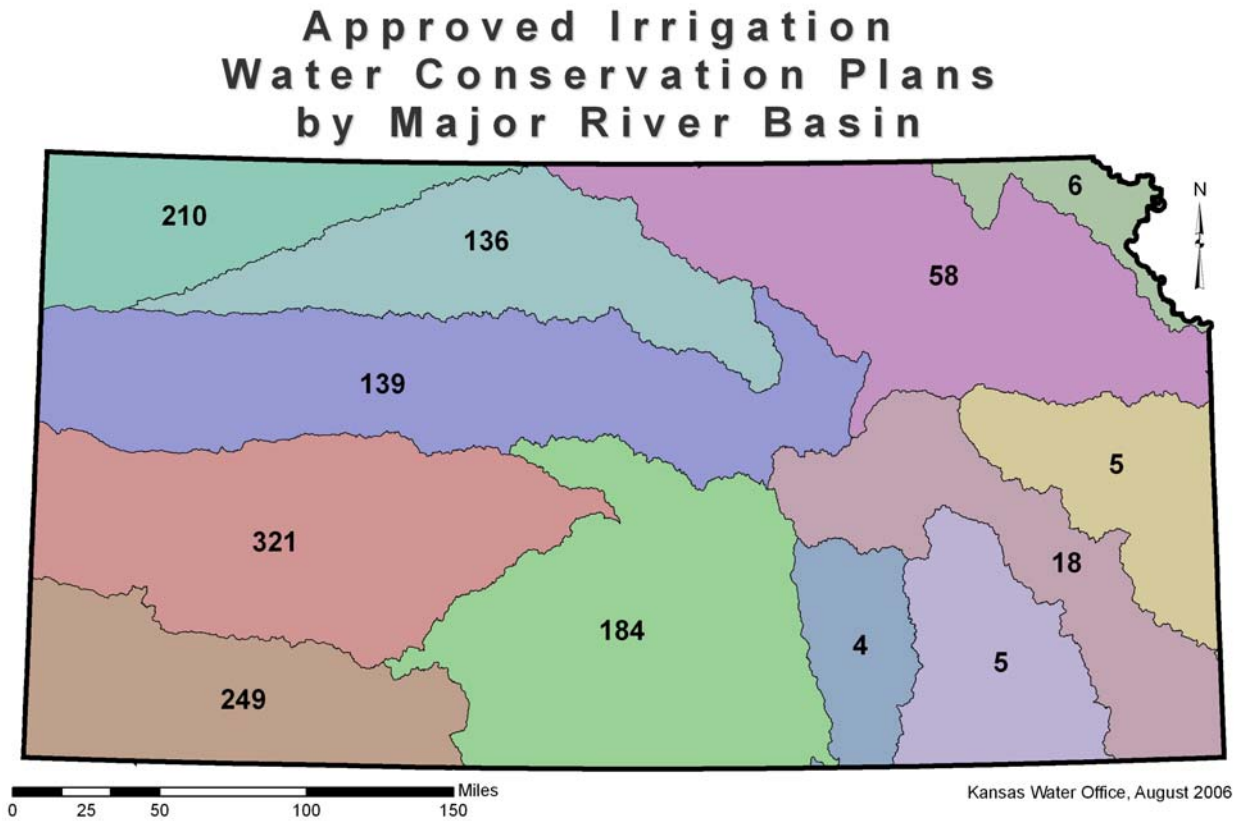 Approved Irrigation
Water Conservation Plans
by Major River Basin
N
6
210
136
58
139
5
321
18
184
4
5
249
Miles
0 25 50 100 150
Kansas Water Office, August 2006